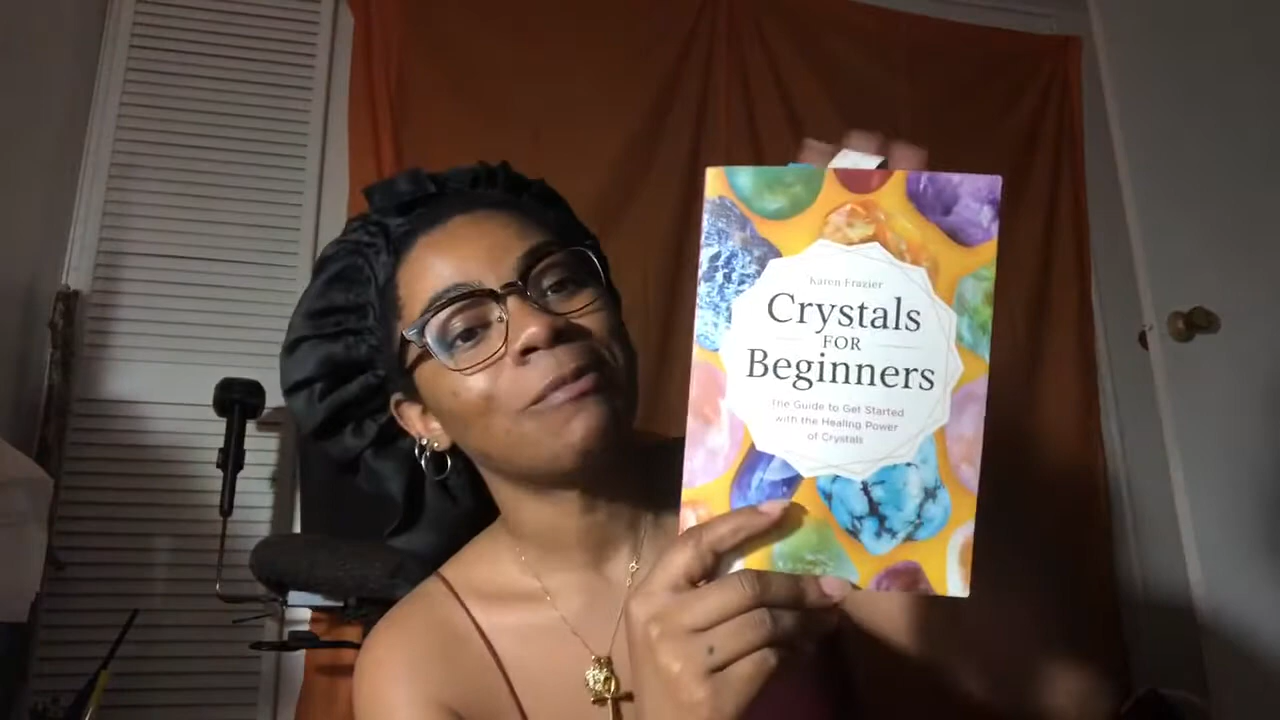 Karen Frazier
Crystals
FOR
Beginners
The Guide to Get Started
with the Healing Power
of Crystals